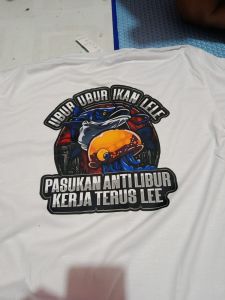 UBUR UBUR IKAN LELE
PASUKAN ANTI LIBUR
KERJA TERUS LEE